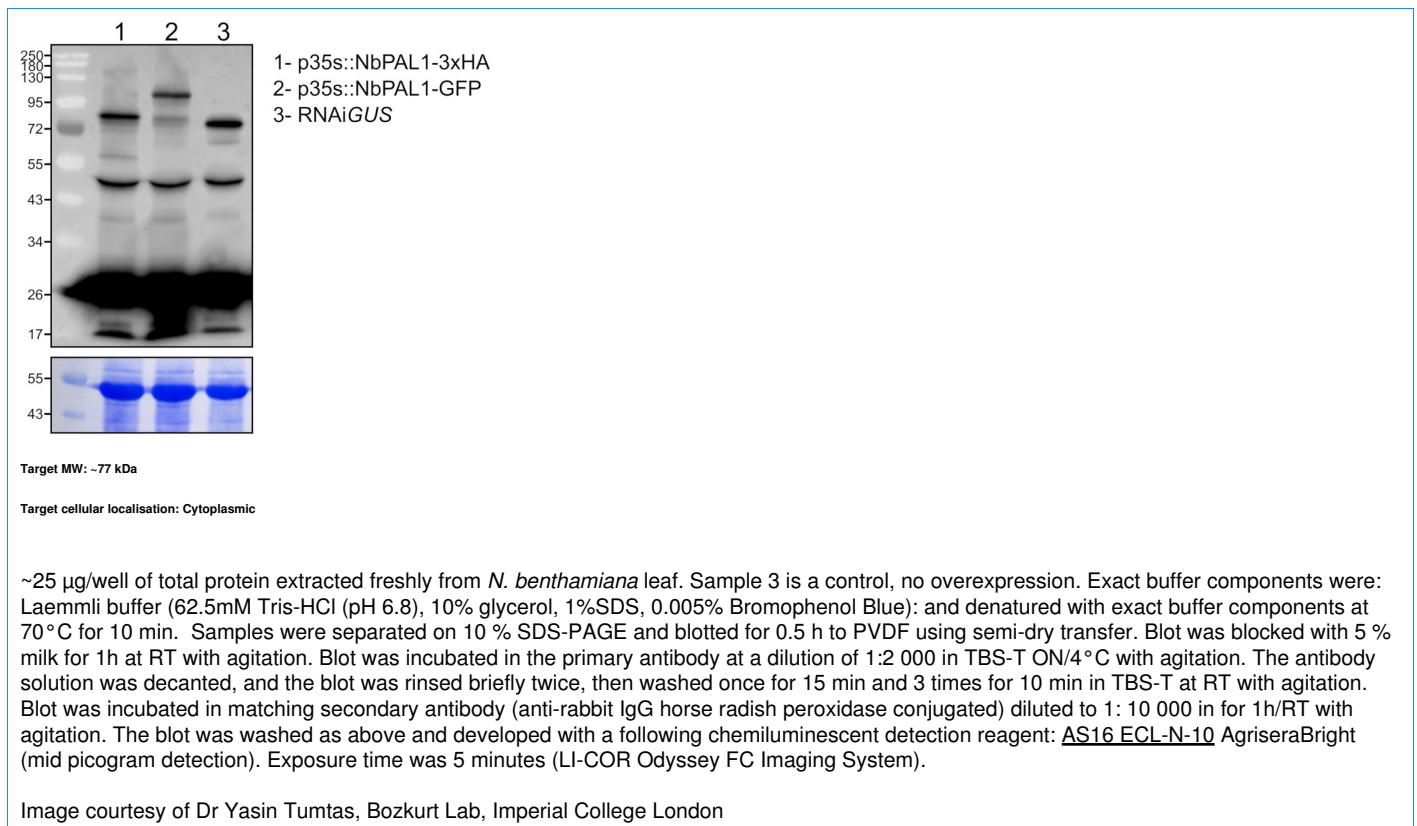 1 2 3
250
180
130
95
72
55
43
34
26
17
1- p35s::NbPAL1-3xHA
2- p35s::NbPAL1-GFP
3- RNAiGUS
55
43
Target MW: ~77 kDa
Target cellular localisation: Cytoplasmic
~25 µg/well of total protein extracted freshly from N. benthamiana leaf. Sample 3 is a control, no overexpression. Exact buffer components were:
Laemmli buffer (62.5mM Tris-HCl (pH 6.8), 10% glycerol, 1%SDS, 0.005% Bromophenol Blue): and denatured with exact buffer components at
70°C for 10 min. Samples were separated on 10 % SDS-PAGE and blotted for 0.5 h to PVDF using semi-dry transfer. Blot was blocked with 5 %
milk for 1h at RT with agitation. Blot was incubated in the primary antibody at a dilution of 1:2 000 in TBS-T ON/4°C with agitation. The antibody
solution was decanted, and the blot was rinsed briefly twice, then washed once for 15 min and 3 times for 10 min in TBS-T at RT with agitation.
Blot was incubated in matching secondary antibody (anti-rabbit IgG horse radish peroxidase conjugated) diluted to 1: 10 000 in for 1h/RT with
agitation. The blot was washed as above and developed with a following chemiluminescent detection reagent: AS16 ECL-N-10 AgriseraBright
(mid picogram detection). Exposure time was 5 minutes (LI-COR Odyssey FC Imaging System).
Image courtesy of Dr Yasin Tumtas, Bozkurt Lab, Imperial College London